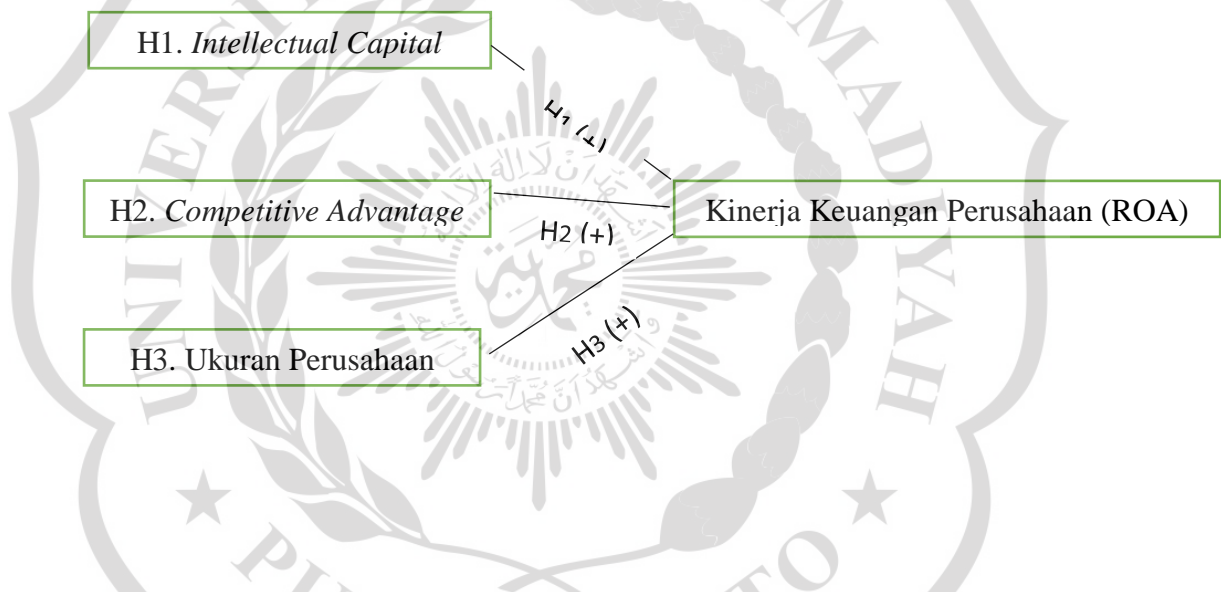 H1. Intellectual Capital
H1 (+)
H2. Competitive Advantage
Kinerja Keuangan Perusahaan (ROA)
H2 (+)
H3 (+)
H3. Ukuran Perusahaan